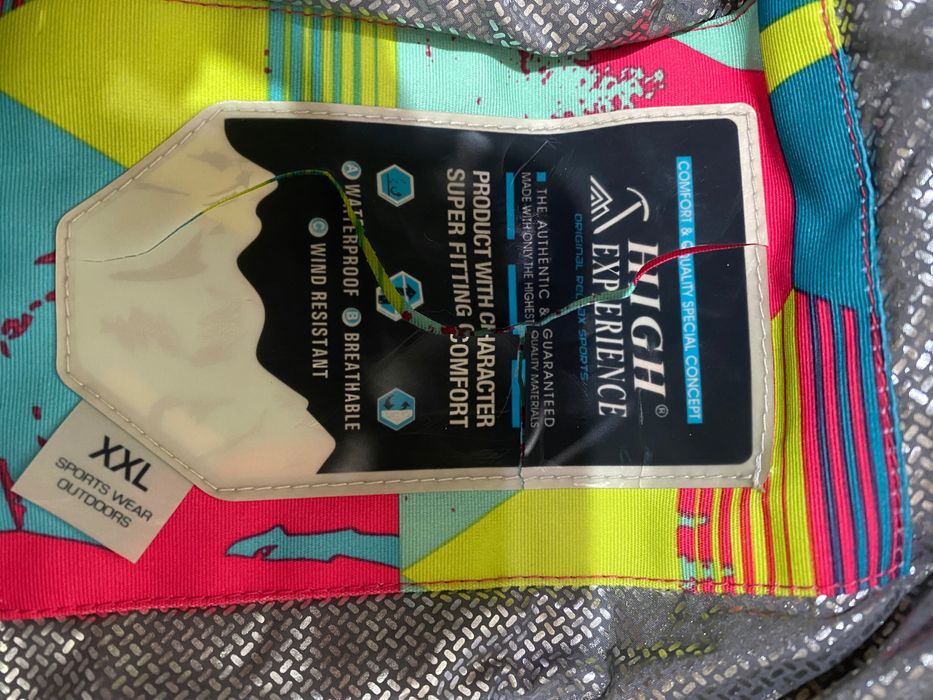 COMFORT & QUALITY SPECIAL CONCEPT
HIGH ®
EXPERIENCE
ORIGINAL RELAX SPORTS
THE AUTHENTIC & GUARANTEED
MADE WITH ONLY THE HIGHEST QUALITY MATERIALS
PRODUCT WITH CHARACTER
SUPER FITTING COMFORT
A WATERPROOF B BREATHABLE
C WIND RESISTANT
XXL
SPORTS WEAR
OUTDOORS